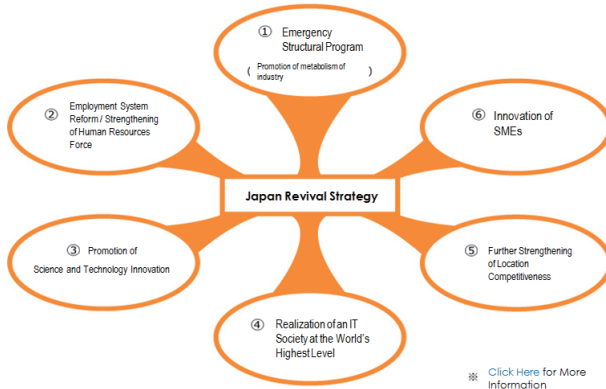 ① Emergency
Structural Program
( Promotion of metabolism of )
industry
② Employment System
Reform / Strengthening
of Human Resources
Force
⑥ Innovation of
SMEs
Japan Revival Strategy
③ Promotion of
Science and Technology Innovation
⑤ Further Strengthening
of Location
Competitiveness
④ Realization of an IT
Society at the World's
Highest Level
※ Click Here for More
Information